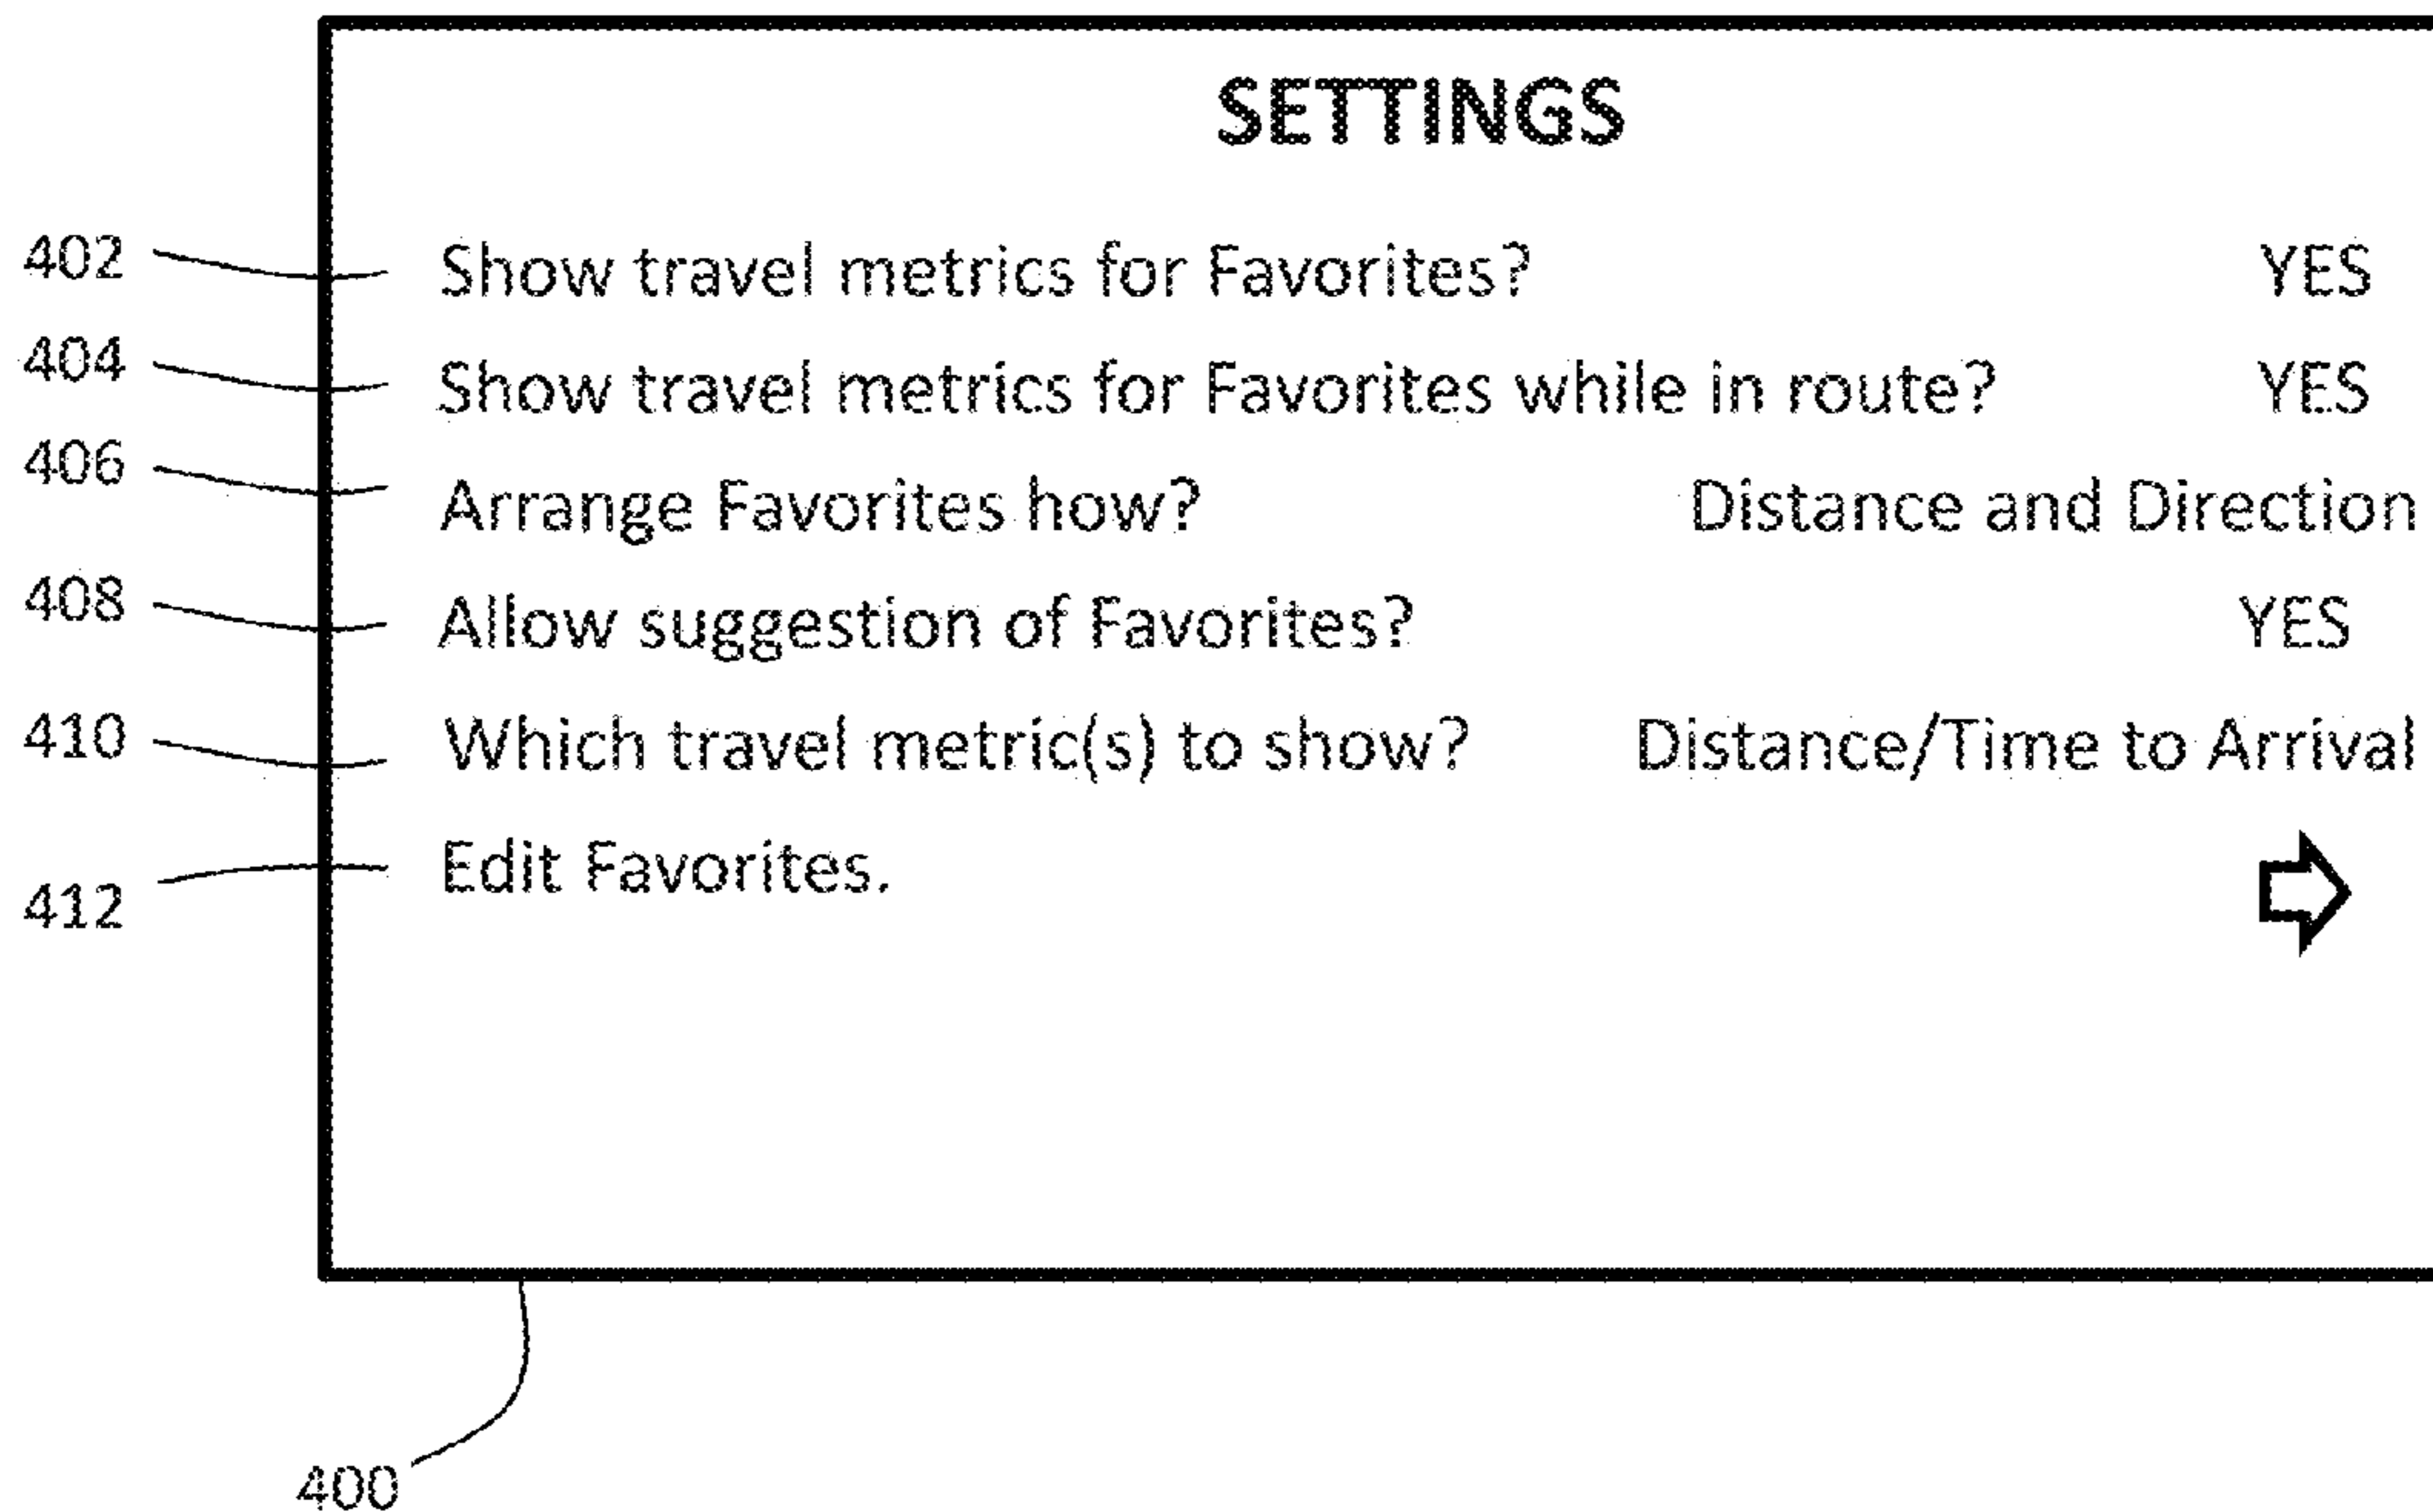 SETTINGS
402 Show travel metrics for Favorites? YES
404 Show travel metrics for Favorites while in route? YES
406 Arrange Favorites how? Distance and Direction
408 Allow suggestion of Favorites? YES
410 Which travel metric(s) to show? Distance/Time to Arrival
412 Edit Favorites.
400